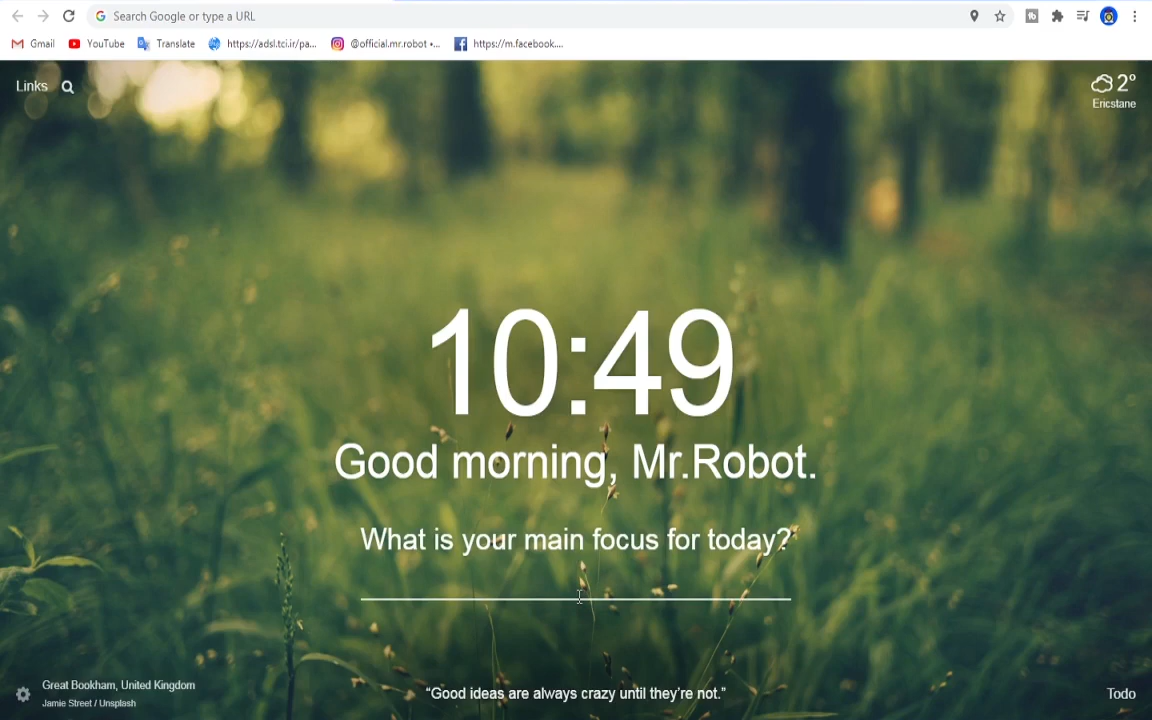 Search Google or type a URL
Gmail
YouTube
Translate
https://adsl.tci.ir/pa...
@official.mr.robot •...
https://m.facebook....
Links
2°
Ericstane
10:49
Good morning, Mr.Robot.
What is your main focus for today?
Great Bookham, United Kingdom
Jamie Street / Unsplash
“Good ideas are always crazy until they're not.”
Todo